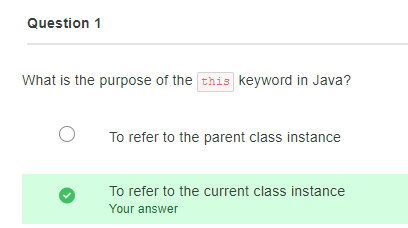 Question 1
What is the purpose of the this keyword in Java?
To refer to the parent class instance
To refer to the current class instance
Your answer